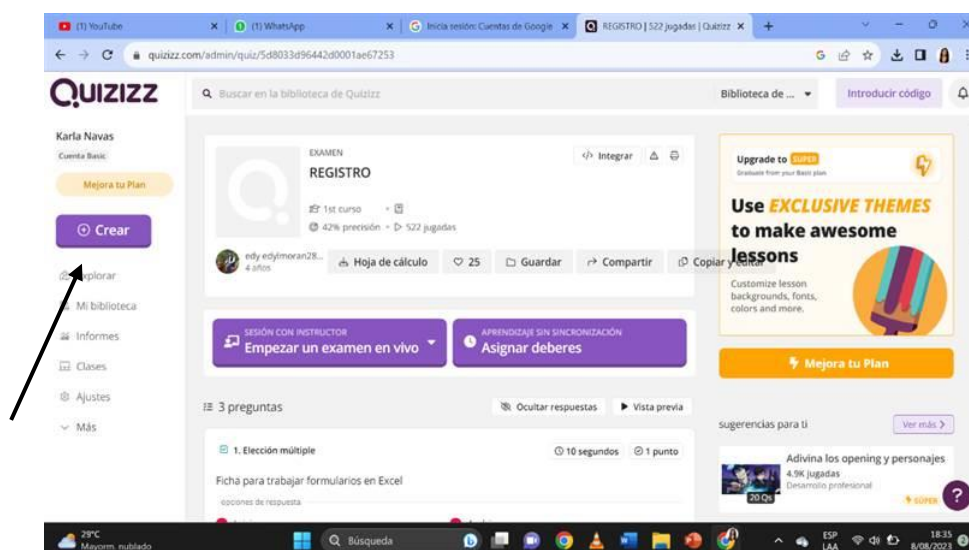 (1) YouTube
(1) WhatsApp
Inicia sesión: Cuentas de Google
REGISTRO | 522 jugadas | Quizizz
quizizz.com/admin/quiz/5d8033d96442d0001ae67253
QUIZIZZ
Buscar en la biblioteca de Quizizz
Biblioteca de ...
Introducir código
Karla Navas
Cuenta Basic
Mejora tu Plan
Crear
Explorar
Mi biblioteca
Informes
Clases
Ajustes
Más
EXAMEN
REGISTRO
</> Integrar
1st curso
42% precisión • 522 jugadas
edy edylmoran28...
4 años
Hoja de cálculo
25
Guardar
Compartir
Copiar y editar
SESIÓN CON INSTRUCTOR
Empezar un examen en vivo
APRENDIZAJE SIN SINCRONIZACIÓN
Asignar deberes
3 preguntas
Ocultar respuestas
Vista previa
1. Elección múltiple
10 segundos
1 punto
Ficha para trabajar formularios en Excel
opciones de respuesta
Upgrade to SUPER
Graduate from your Basic plan
Use EXCLUSIVE THEMES
to make awesome
lessons
Customize lesson
backgrounds, fonts,
colors and more.
Mejora tu Plan
sugerencias para ti
Ver más
Adivina los opening y personajes
4.9K jugadas
Desarrollo profesional
20 Qs
SÚPER
?
29°C
Mayorm. nublado
Búsqueda
ESP
LAA
18:35
8/08/2023